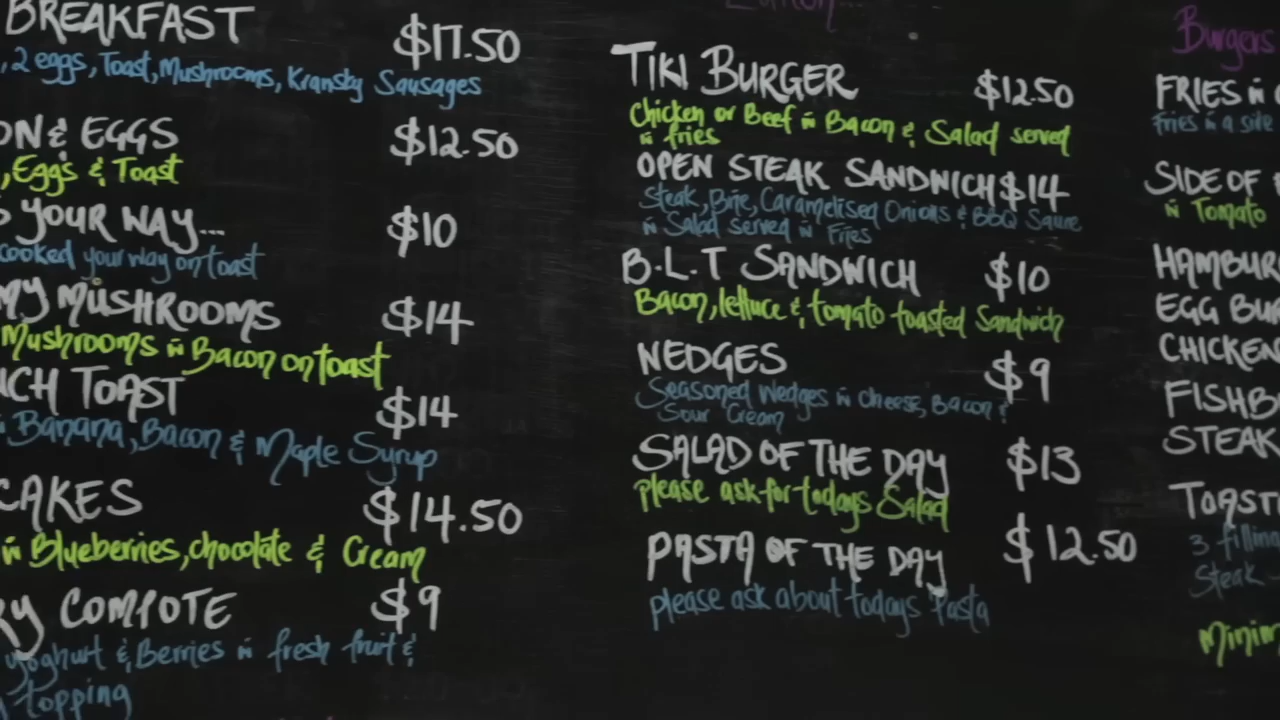 BREAKFAST $17.50
, 2 eggs, Toast, Mushrooms, Kransky Sausages
ON & EGGS $12.50
, Eggs & Toast
YOUR WAY... $10
cooked your way on toast
MY MUSHROOMS $14
Mushrooms w Bacon on toast
CH TOAST $14
Banana, Bacon & Maple Syrup
CAKES $14.50
w Blueberries, chocolate & Cream
RY COMPOTE $9
yoghurt & Berries w fresh fruit &
topping
TIKI BURGER $12.50
Chicken or Beef w Bacon & Salad served
w fries
OPEN STEAK SANDWICH $14
Steak, Brie, Caramelised Onions & BBQ Sauce
w Salad served w Fries
B.L.T SANDWICH $10
Bacon, lettuce & tomato toasted Sandwich
WEDGES $9
Seasoned Wedges w cheese, Bacon &
Sour Cream
SALAD OF THE DAY $13
please ask for todays Salad
PASTA OF THE DAY $12.50
please ask about todays Pasta
Burgers
FRIES w
fries w a side
SIDE OF
w Tomato
HAMBUR
EGG BU
CHICKEN
FISHB
STEAK
TOAST
3 filling
Steak
Minim